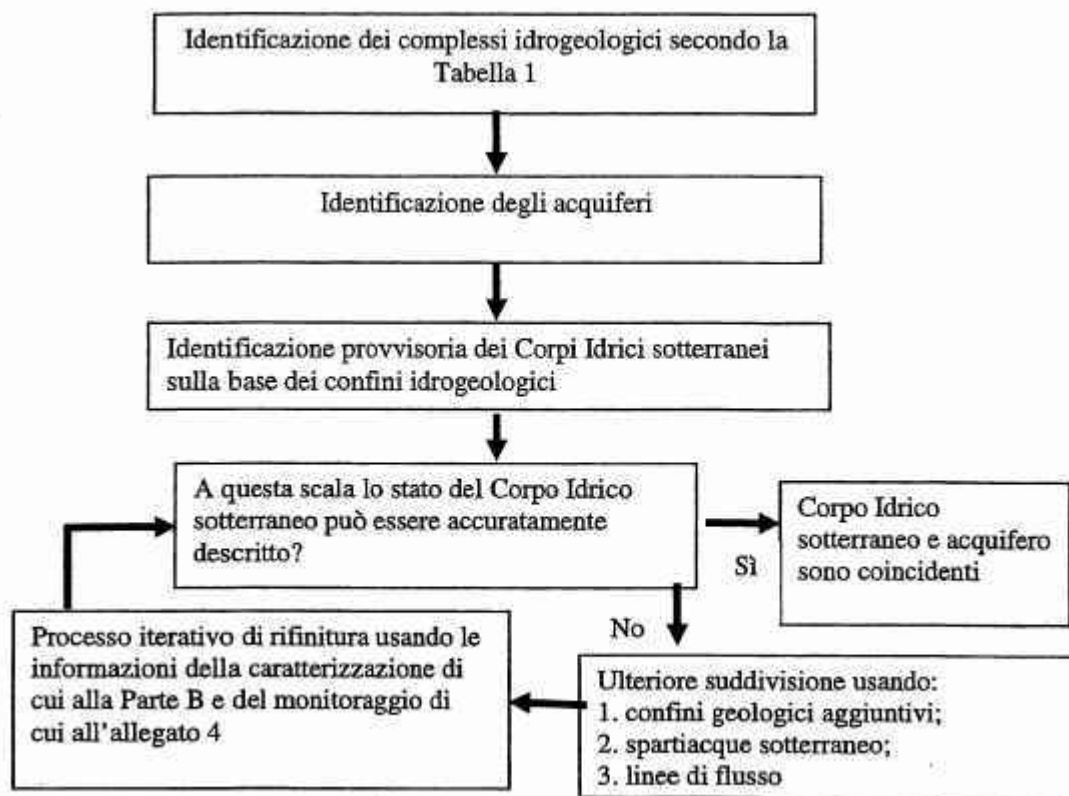 Identificazione dei complessi idrogeologici secondo la
Tabella 1
Identificazione degli acquiferi
Identificazione provvisoria dei Corpi Idrici sotterranei
sulla base dei confini idrogeologici
A questa scala lo stato del Corpo Idrico
sotterraneo può essere accuratamente
descritto?
Sì
Corpo Idrico
sotterraneo e acquifero
sono coincidenti
No
Ulteriore suddivisione usando:
1. confini geologici aggiuntivi;
2. spartiacque sotterraneo;
3. linee di flusso
Processo iterativo di rifinitura usando le
informazioni della caratterizzazione di
cui alla Parte B e del monitoraggio di
cui all'allegato 4